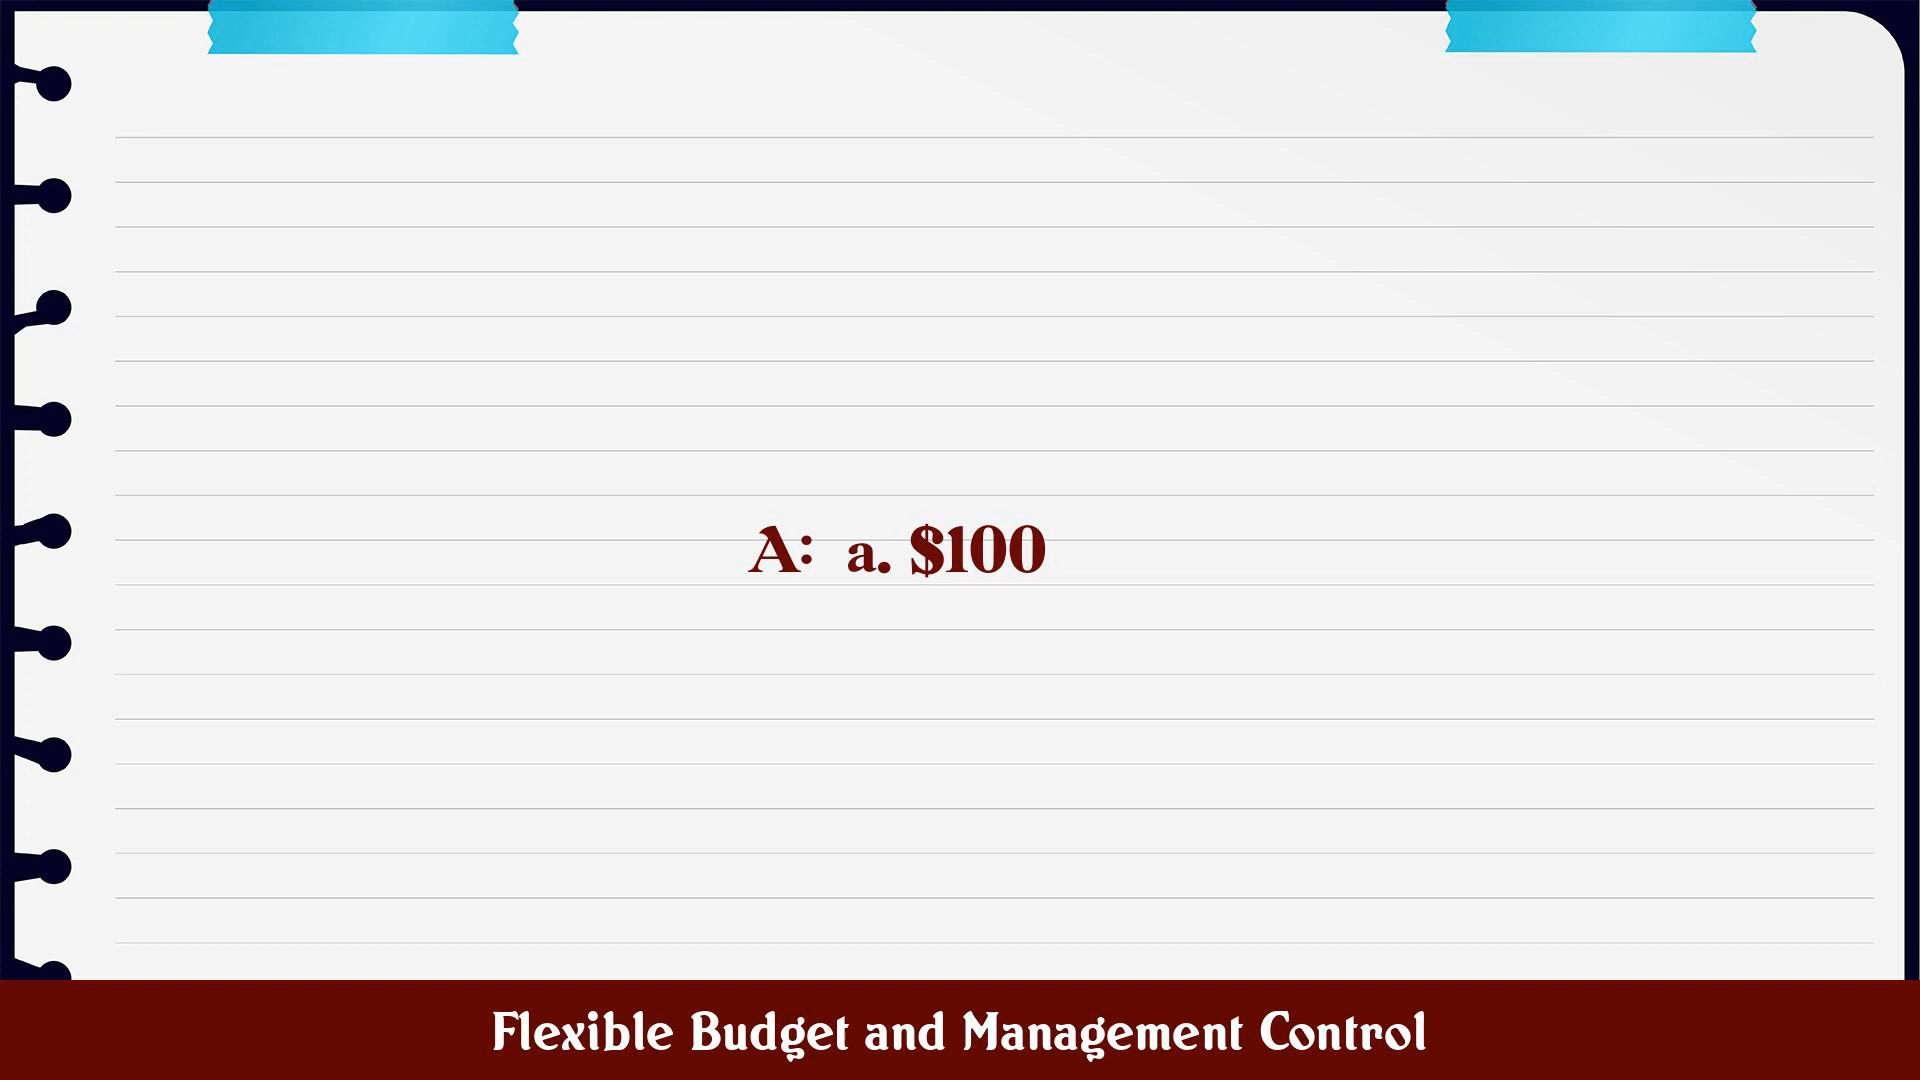 A: a. $100
Flexible Budget and Management Control